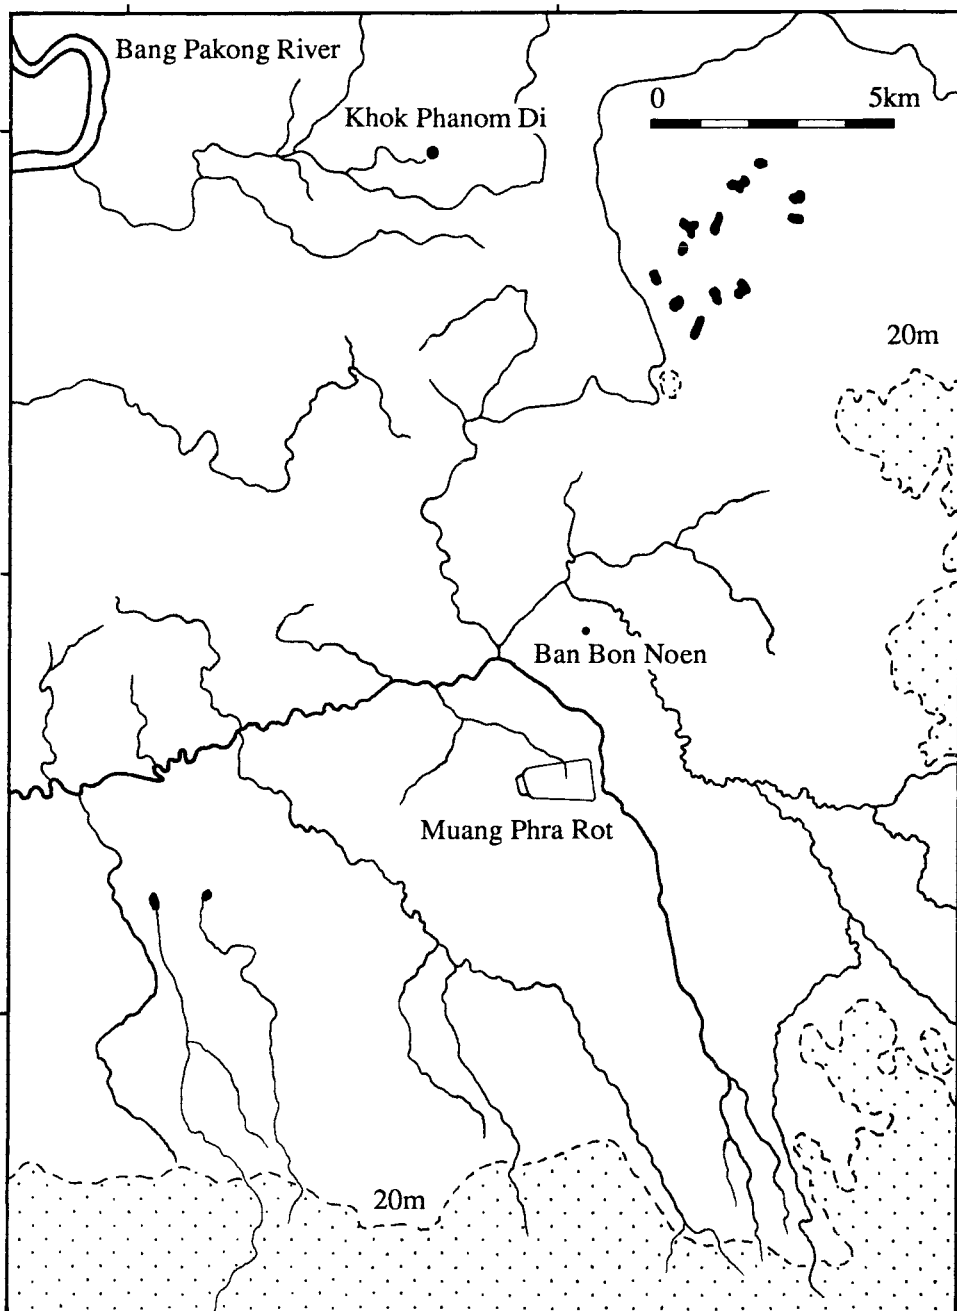 Bang Pakong River
0 5km
Khok Phanom Di
20m
Ban Bon Noen
Muang Phra Rot
20m